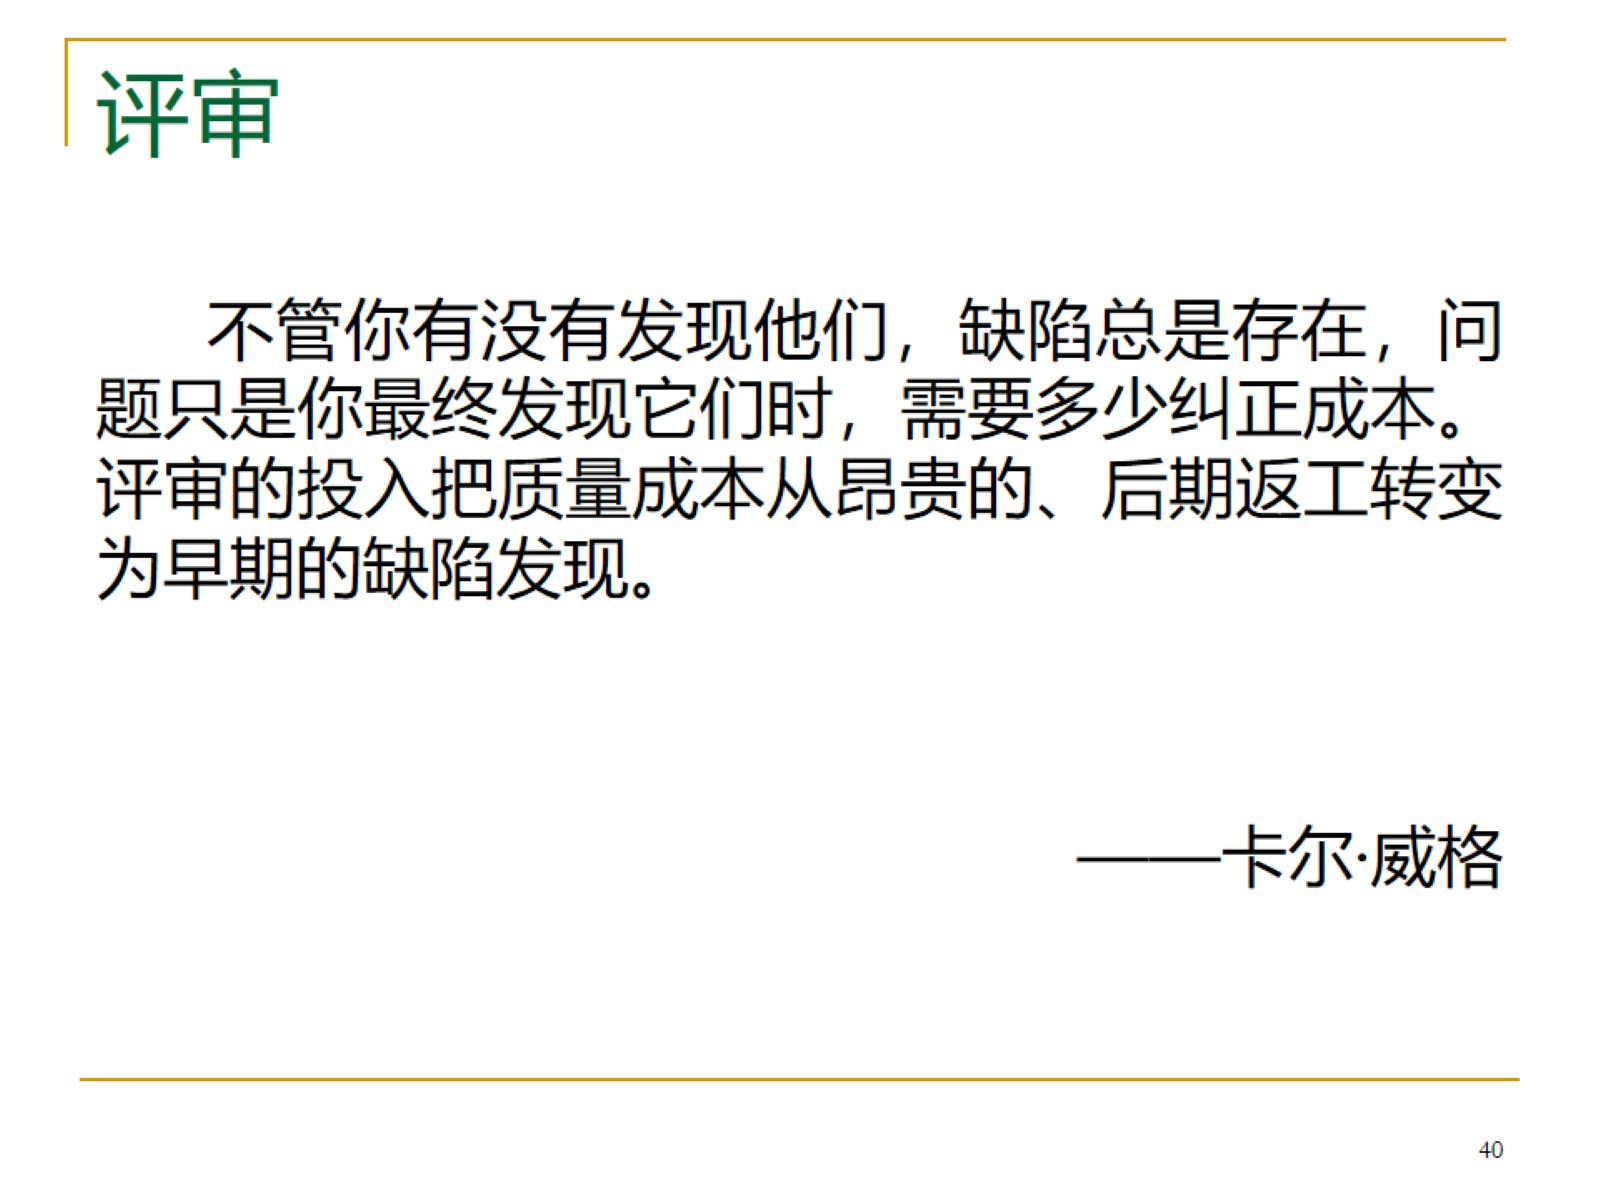 评审
不管你有没有发现他们，缺陷总是存在，问
题只是你最终发现它们时，需要多少纠正成本。
评审的投入把质量成本从昂贵的、后期返工转变
为早期的缺陷发现。
——卡尔·威格
40